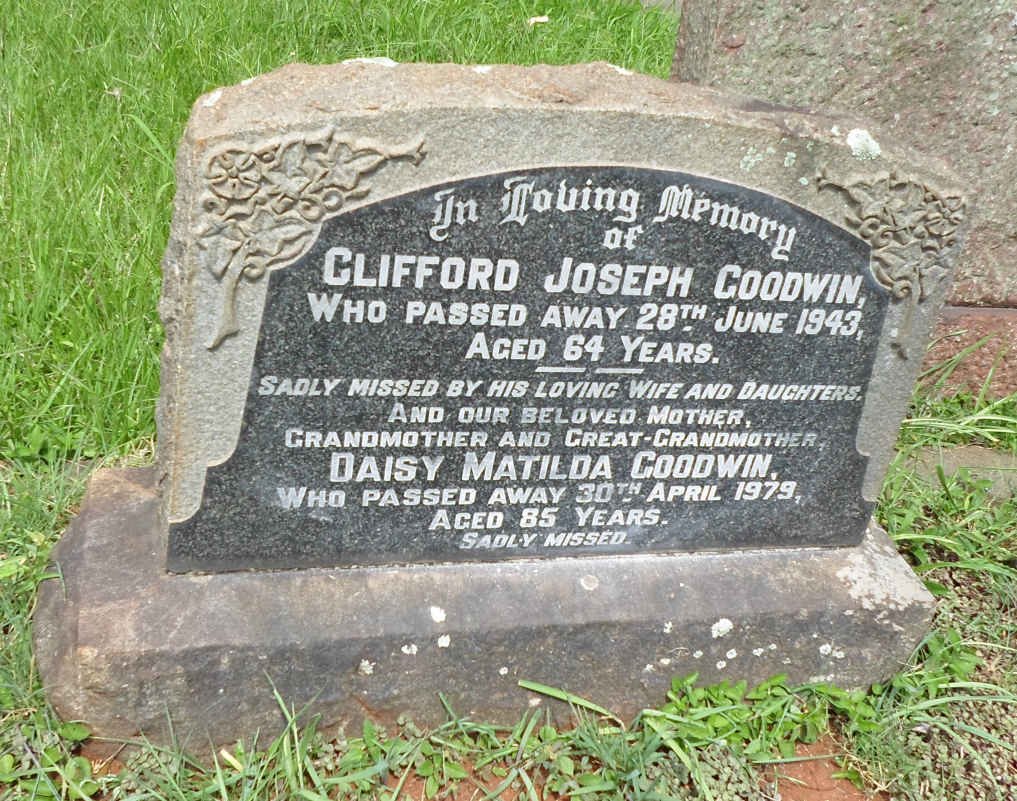 In Loving Memory
of
CLIFFORD JOSEPH GOODWIN,
WHO PASSED AWAY 28TH JUNE 1943,
AGED 64 YEARS.
SADLY MISSED BY HIS LOVING WIFE AND DAUGHTERS.
AND OUR BELOVED MOTHER,
GRANDMOTHER AND GREAT-GRANDMOTHER,
DAISY MATILDA GOODWIN,
WHO PASSED AWAY 30TH APRIL 1979,
AGED 85 YEARS.
SADLY MISSED.